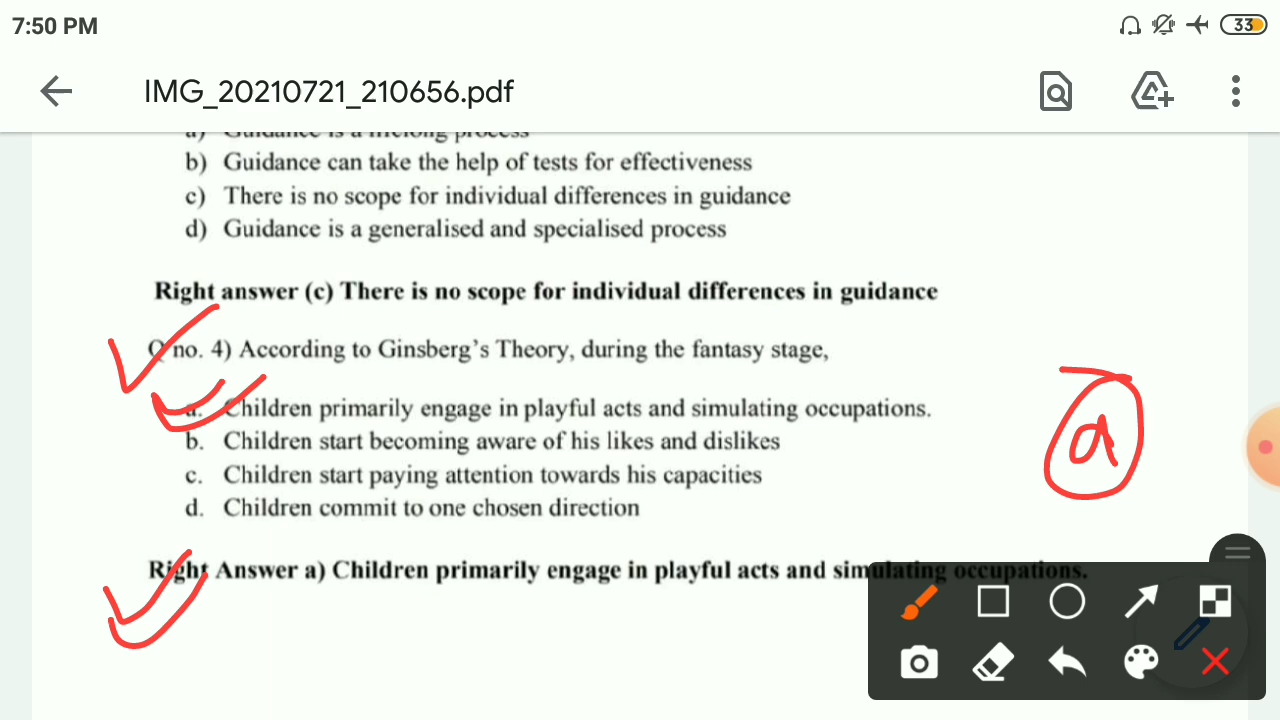 7:50 PM
33
IMG_20210721_210656.pdf
a) Guidance is a lifelong process
b) Guidance can take the help of tests for effectiveness
c) There is no scope for individual differences in guidance
d) Guidance is a generalised and specialised process
Right answer (c) There is no scope for individual differences in guidance
Q no. 4) According to Ginsberg's Theory, during the fantasy stage,
a. Children primarily engage in playful acts and simulating occupations.
b. Children start becoming aware of his likes and dislikes
c. Children start paying attention towards his capacities
d. Children commit to one chosen direction
a
Right Answer a) Children primarily engage in playful acts and simulating occupations.